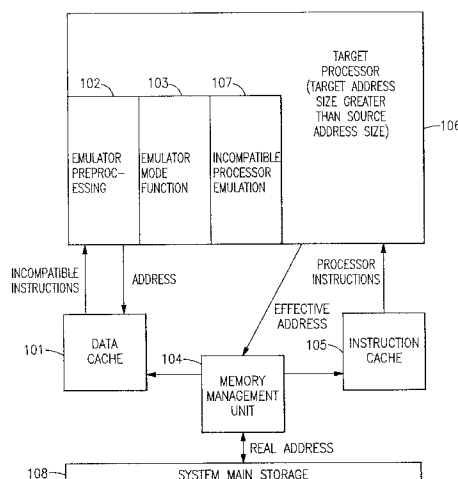 TARGET
PROCESSOR
(TARGET ADDRESS
SIZE GREATER
THAN SOURCE
ADDRESS SIZE)
102
103
107
106
EMULATOR
PREPROC-
ESSING
EMULATOR
MODE
FUNCTION
INCOMPATIBLE
PROCESSOR
EMULATION
INCOMPATIBLE
INSTRUCTIONS
ADDRESS
EFFECTIVE
ADDRESS
PROCESSOR
INSTRUCTIONS
101
DATA
CACHE
104
MEMORY
MANAGEMENT
UNIT
105
INSTRUCTION
CACHE
REAL ADDRESS
108
SYSTEM MAIN STORAGE